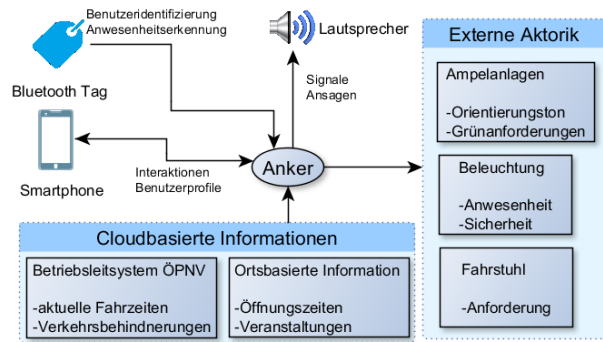 Benutzeridentifizierung
Anwesenheitserkennung
Lautsprecher
Bluetooth Tag
Signale
Ansagen
Smartphone
Interaktionen
Benutzerprofile
Anker
Externe Aktorik
Ampelanlagen
-Orientierungston
-Grünanforderungen
Beleuchtung
-Anwesenheit
-Sicherheit
Fahrstuhl
-Anforderung
Cloudbasierte Informationen
Betriebsleitsystem ÖPNV
-aktuelle Fahrzeiten
-Verkehrsbehindnerungen
Ortsbasierte Information
-Öffnungszeiten
-Veranstaltungen